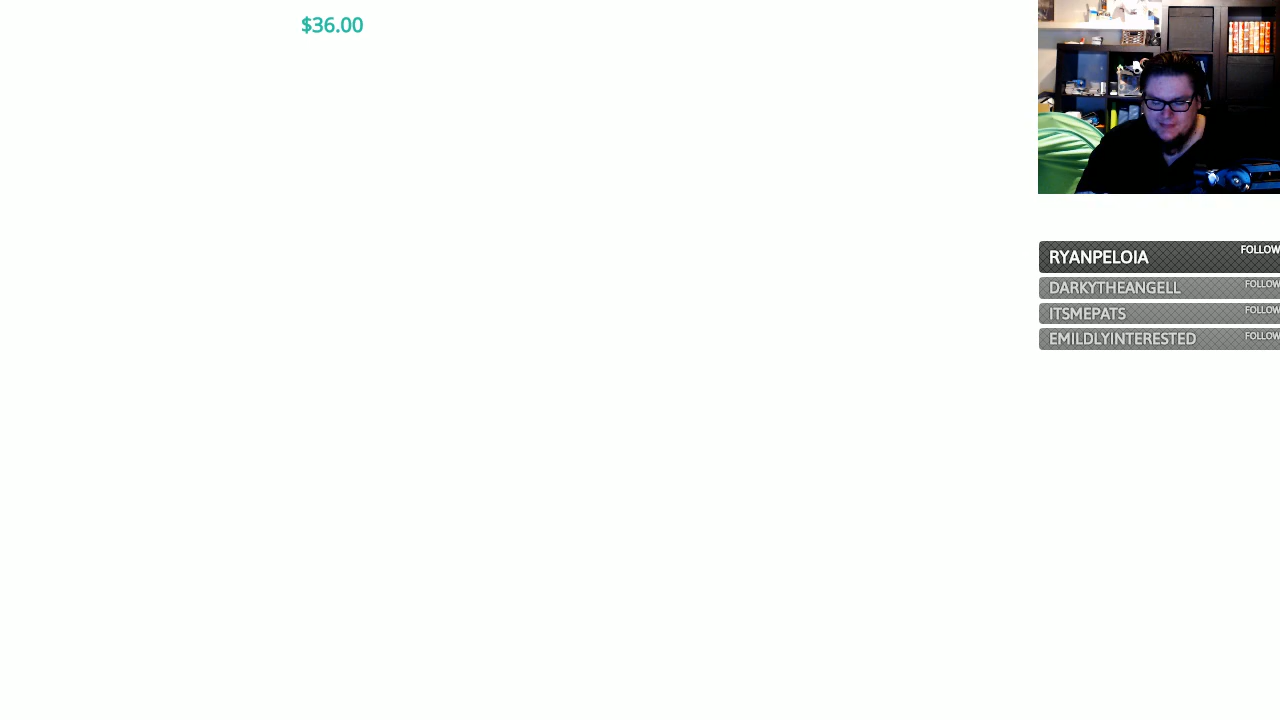 $36.00
RYANPELOIA FOLLOW
DARKYTHEANGELL FOLLOW
ITSMEPATS FOLLOW
EMILDLYINTERESTED FOLLOW